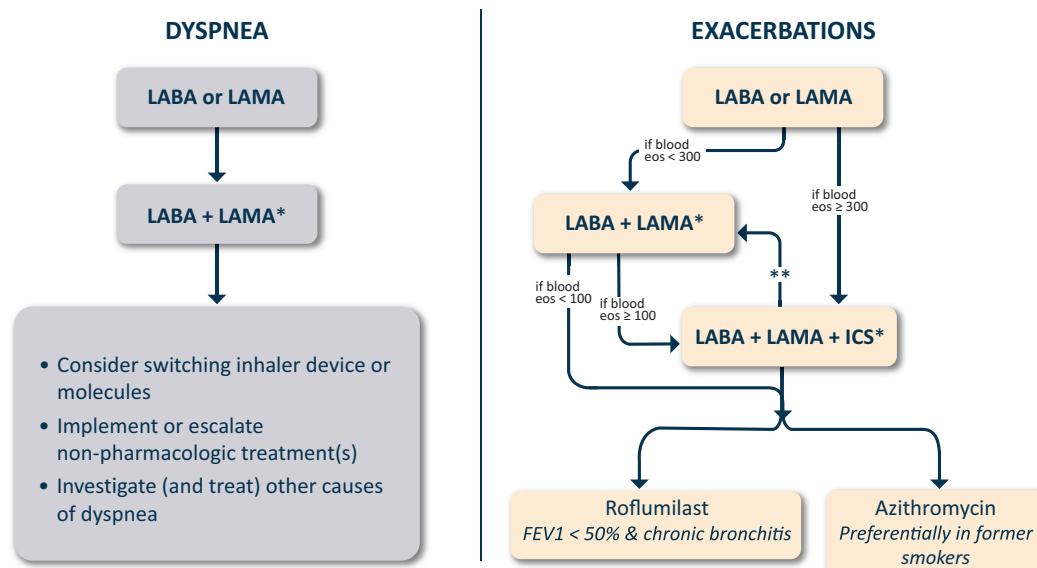 DYSPNEA
LABA or LAMA
LABA + LAMA*
• Consider switching inhaler device or
molecules
• Implement or escalate
non-pharmacologic treatment(s)
• Investigate (and treat) other causes
of dyspnea
EXACERBATIONS
LABA or LAMA
if blood
eos < 300
if blood
eos ≥ 300
LABA + LAMA*
**
if blood
eos < 100
if blood
eos ≥ 100
LABA + LAMA + ICS*
Roflumilast
FEV1 < 50% & chronic bronchitis
Azithromycin
Preferentially in former
smokers